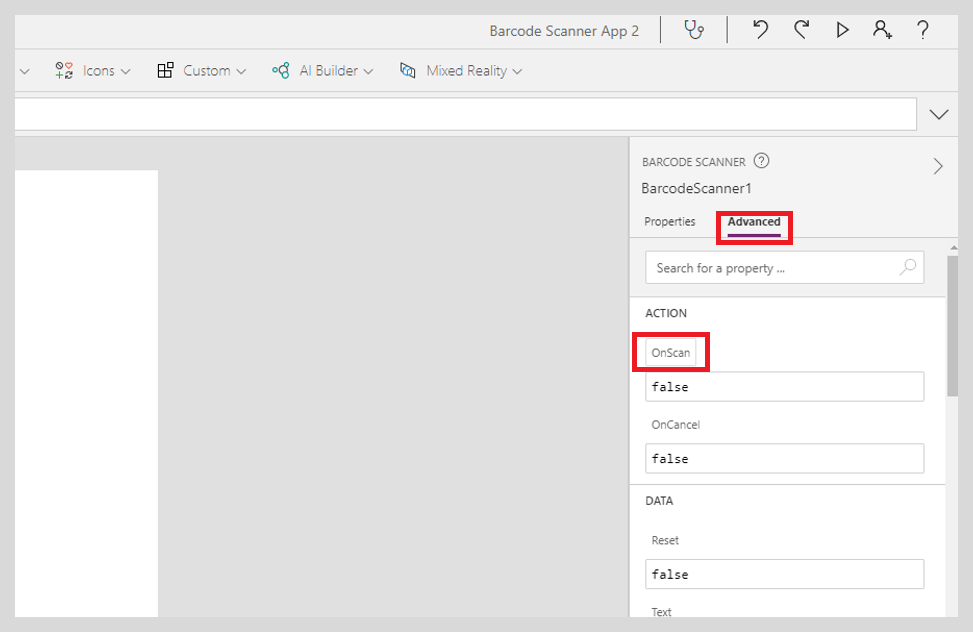 Barcode Scanner App 2
Icons Custom AI Builder Mixed Reality
BARCODE SCANNER ?
BarcodeScanner1
Properties Advanced
Search for a property ...
ACTION
OnScan
false
OnCancel
false
DATA
Reset
false
Text